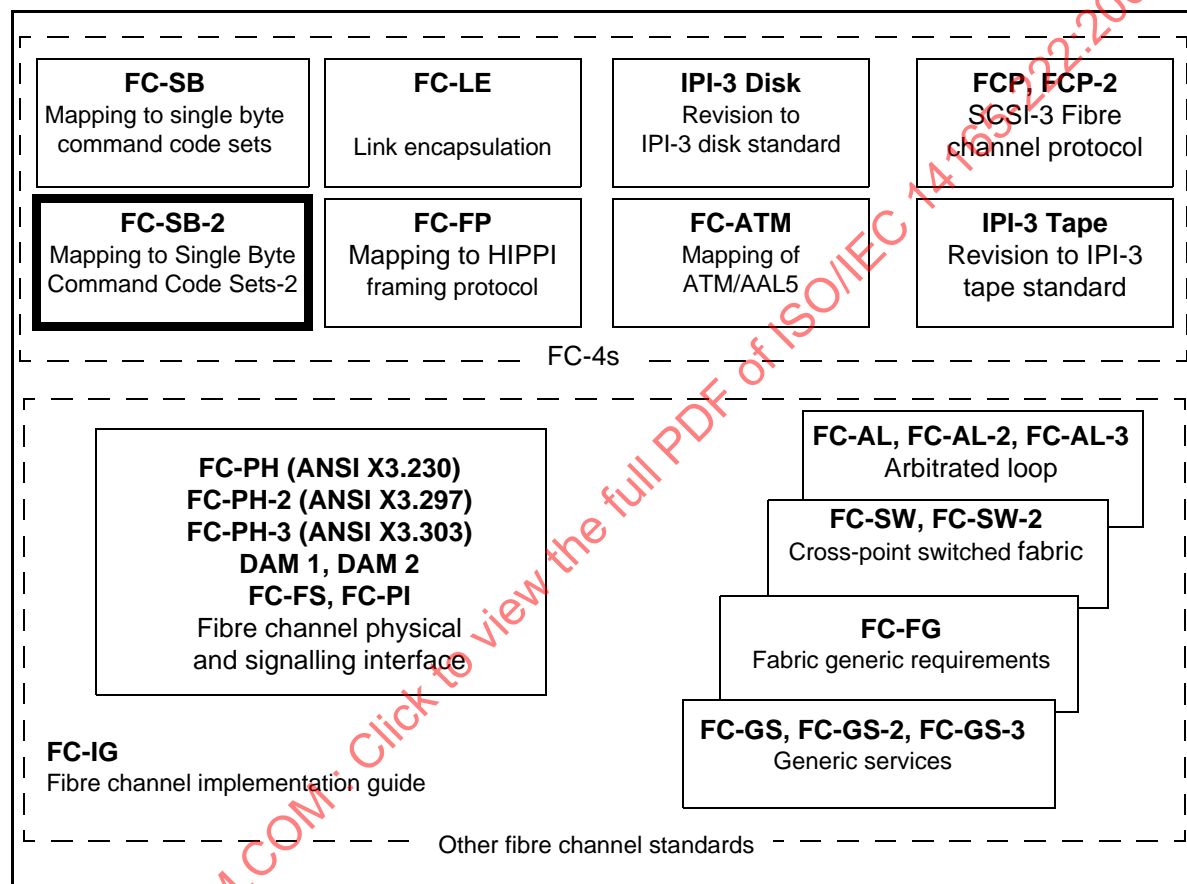 FC-SB
Mapping to single byte
command code sets
FC-LE
Link encapsulation
IPI-3 Disk
Revision to
IPI-3 disk standard
FCP, FCP-2
SCSI-3 Fibre
channel protocol
FC-SB-2
Mapping to Single Byte
Command Code Sets-2
FC-FP
Mapping to HIPPI
framing protocol
FC-ATM
Mapping of
ATM/AAL5
IPI-3 Tape
Revision to IPI-3
tape standard
FC-4s
FC-PH (ANSI X3.230)
FC-PH-2 (ANSI X3.297)
FC-PH-3 (ANSI X3.303)
DAM 1, DAM 2
FC-FS, FC-PI
Fibre channel physical
and signalling interface
FC-AL, FC-AL-2, FC-AL-3
Arbitrated loop
FC-SW, FC-SW-2
Cross-point switched fabric
FC-FG
Fabric generic requirements
FC-GS, FC-GS-2, FC-GS-3
Generic services
FC-IG
Fibre channel implementation guide
Other fibre channel standards
.COM : Click to view the full PDF of ISO/IEC 14165-222:20